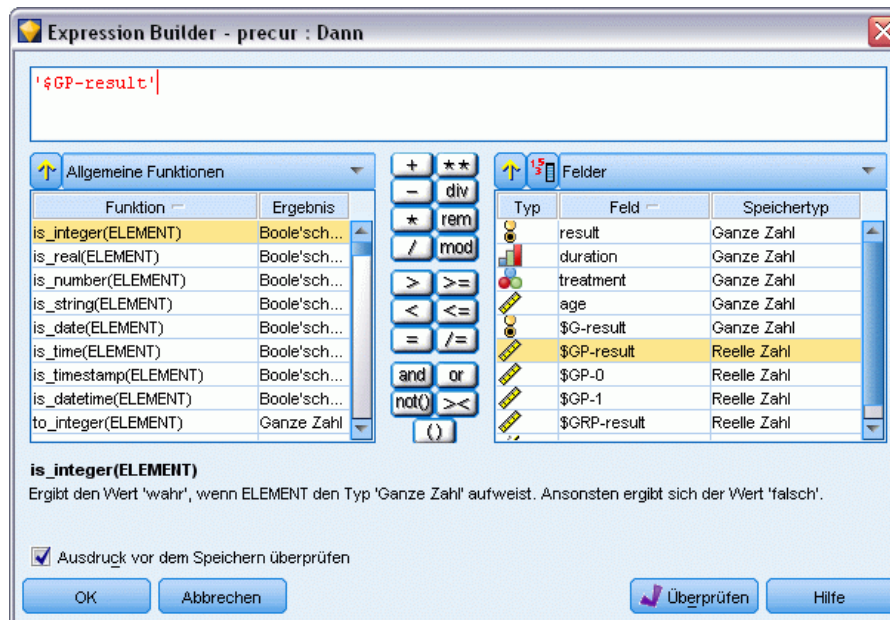 Expression Builder - precur : Dann
'$GP-result'
Allgemeine Funktionen
Funktion Ergebnis
is_integer(ELEMENT) Boole'sch...
is_real(ELEMENT) Boole'sch...
is_number(ELEMENT) Boole'sch...
is_string(ELEMENT) Boole'sch...
is_date(ELEMENT) Boole'sch...
is_time(ELEMENT) Boole'sch...
is_timestamp(ELEMENT) Boole'sch...
is_datetime(ELEMENT) Boole'sch...
to_integer(ELEMENT) Ganze Zahl
+ **
- div
* rem
/ mod
> >=
< <=
= /=
and or
not() ><
()
Felder
Typ Feld Speichertyp
result Ganze Zahl
duration Ganze Zahl
treatment Ganze Zahl
age Ganze Zahl
$G-result Ganze Zahl
$GP-result Reelle Zahl
$GP-0 Reelle Zahl
$GP-1 Reelle Zahl
$GRP-result Reelle Zahl
is_integer(ELEMENT)
Ergibt den Wert 'wahr', wenn ELEMENT den Typ 'Ganze Zahl' aufweist. Ansonsten ergibt sich der Wert 'falsch'.
Ausdruck vor dem Speichern überprüfen
OK Abbrechen Überprüfen Hilfe